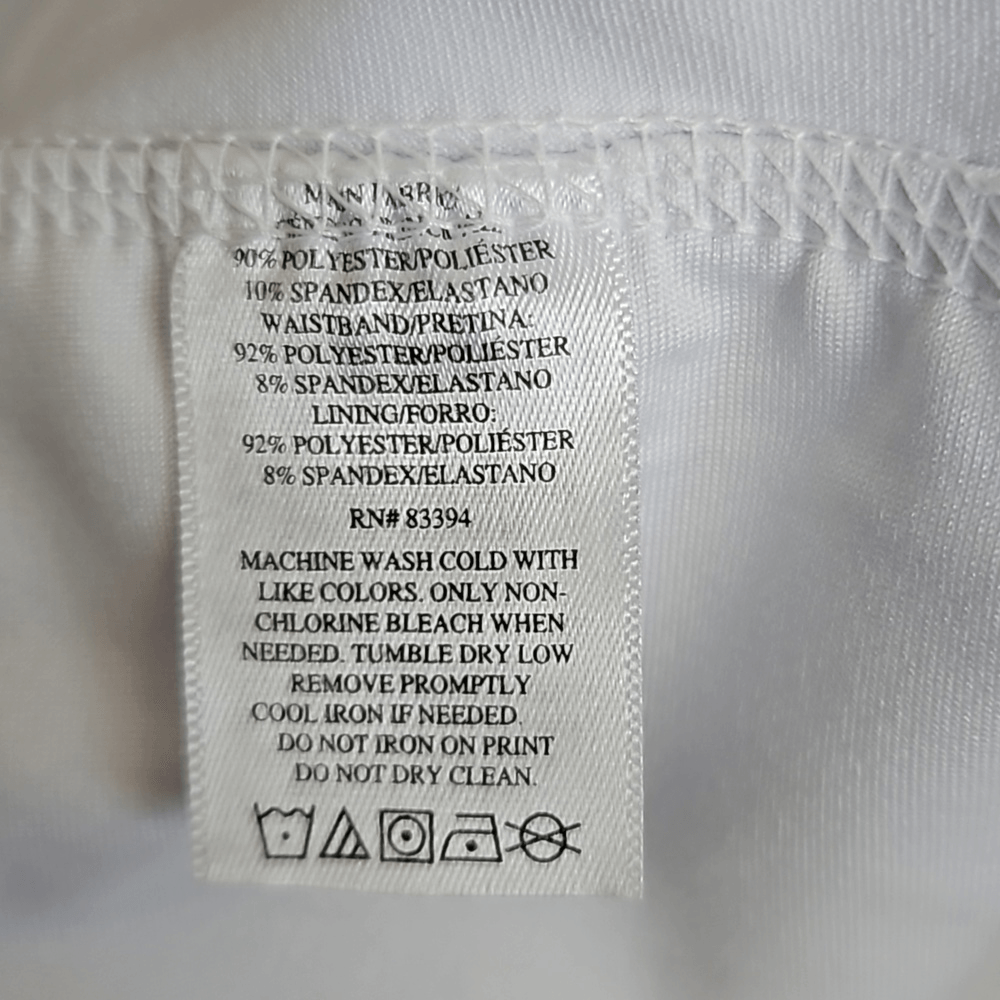 90% POLYESTER/POLIÉSTER
10% SPANDEX/ELASTANO
WAISTBAND/PRETINA:
92% POLYESTER/POLIÉSTER
8% SPANDEX/ELASTANO
LINING/FORRO:
92% POLYESTER/POLIÉSTER
8% SPANDEX/ELASTANO
RN# 83394
MACHINE WASH COLD WITH
LIKE COLORS. ONLY NON-
CHLORINE BLEACH WHEN
NEEDED. TUMBLE DRY LOW
REMOVE PROMPTLY
COOL IRON IF NEEDED.
DO NOT IRON ON PRINT
DO NOT DRY CLEAN.